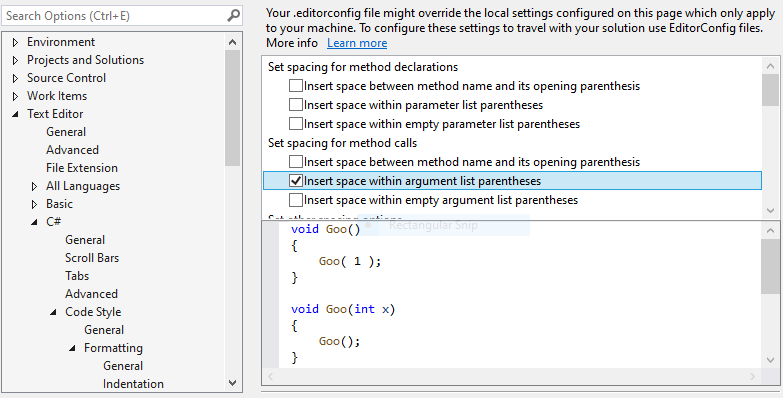 Search Options (Ctrl+E)
Environment
Projects and Solutions
Source Control
Work Items
Text Editor
General
Advanced
File Extension
All Languages
Basic
C#
General
Scroll Bars
Tabs
Advanced
Code Style
General
Formatting
General
Indentation
Your .editorconfig file might override the local settings configured on this page which only apply
to your machine. To configure these settings to travel with your solution use EditorConfig files.
More info Learn more
Set spacing for method declarations
Insert space between method name and its opening parenthesis
Insert space within parameter list parentheses
Insert space within empty parameter list parentheses
Set spacing for method calls
Insert space between method name and its opening parenthesis
Insert space within argument list parentheses
Insert space within empty argument list parentheses
Set other spacing options
Rectangular Snip
void Goo()
{
Goo( 1 );
}
void Goo(int x)
{
Goo();
}